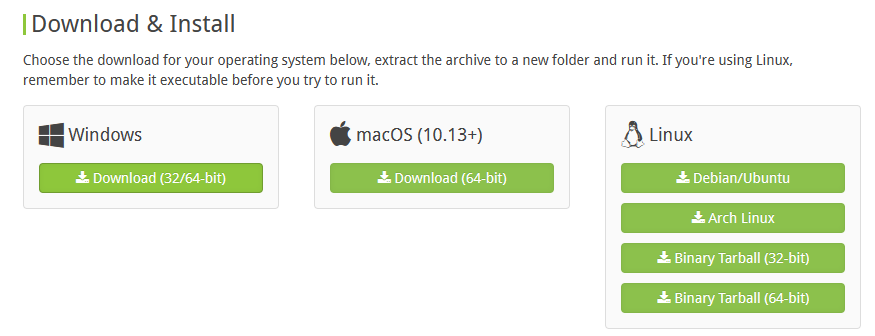 Download & Install
Choose the download for your operating system below, extract the archive to a new folder and run it. If you're using Linux,
remember to make it executable before you try to run it.
Windows
Download (32/64-bit)
macOS (10.13+)
Download (64-bit)
Linux
Debian/Ubuntu
Arch Linux
Binary Tarball (32-bit)
Binary Tarball (64-bit)